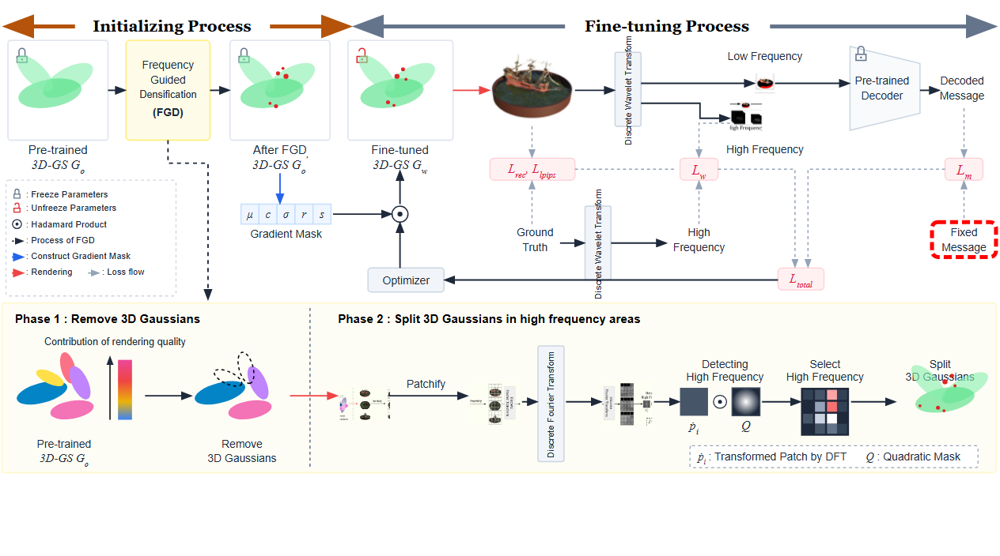 Initializing Process
Fine-tuning Process
Frequency
Guided
Densification
(FGD)
Pre-trained
3D-GS G_o
After FGD
3D-GS G_o'
Fine-tuned
3D-GS G_w
Discrete Wavelet Transform
Low Frequency
High Frequency
High Frequency
Pre-trained
Decoder
Decoded
Message
L_rec, L_lpips
L_w
L_m
μ c σ r s
Gradient Mask
Optimizer
Ground
Truth
Discrete Wavelet Transform
High
Frequency
Fixed
Message
L_total
: Freeze Parameters
: Unfreeze Parameters
: Hadamard Product
: Process of FGD
: Construct Gradient Mask
: Rendering
: Loss flow
Phase 1 : Remove 3D Gaussians
Contribution of rendering quality
Pre-trained
3D-GS G_o
Remove
3D Gaussians
Phase 2 : Split 3D Gaussians in high frequency areas
Patchify
Discrete Fourier Transform
Detecting
High Frequency
ṗ_i
Q
Select
High Frequency
Split
3D Gaussians
ṗ_i : Transformed Patch by DFT
Q : Quadratic Mask